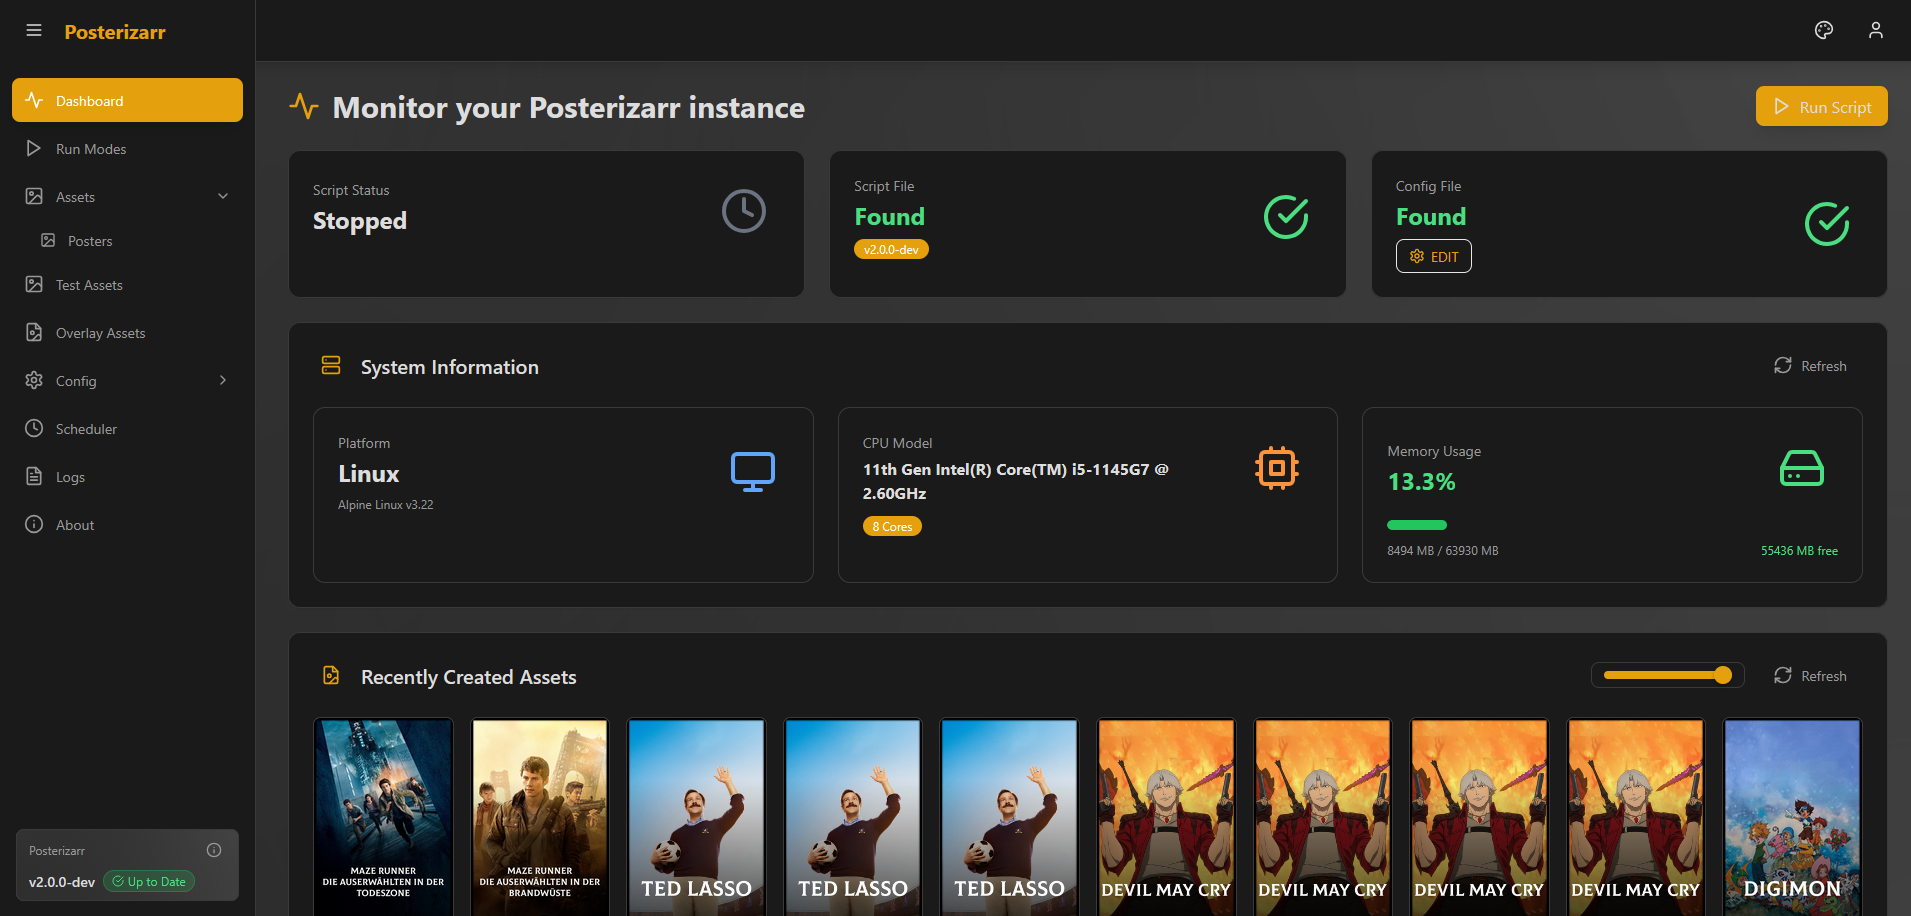 Posterizarr
Dashboard
Run Modes
Assets
Posters
Test Assets
Overlay Assets
Config
Scheduler
Logs
About
Posterizarr
v2.0.0-dev
Up to Date
Monitor your Posterizarr instance
Run Script
Script Status
Stopped
Script File
Found
v2.0.0-dev
Config File
Found
EDIT
System Information
Refresh
Platform
Linux
Alpine Linux v3.22
CPU Model
11th Gen Intel(R) Core(TM) i5-1145G7 @
2.60GHz
8 Cores
Memory Usage
13.3%
8494 MB / 63930 MB
55436 MB free
Recently Created Assets
Refresh
MAZE RUNNER
DIE AUSERWÄHLTEN IN DER
TODESZONE
MAZE RUNNER
DIE AUSERWÄHLTEN IN DER
BRANDWÜSTE
TED LASSO
TED LASSO
TED LASSO
DEVIL MAY CRY
DEVIL MAY CRY
DEVIL MAY CRY
DEVIL MAY CRY
DIGIMON